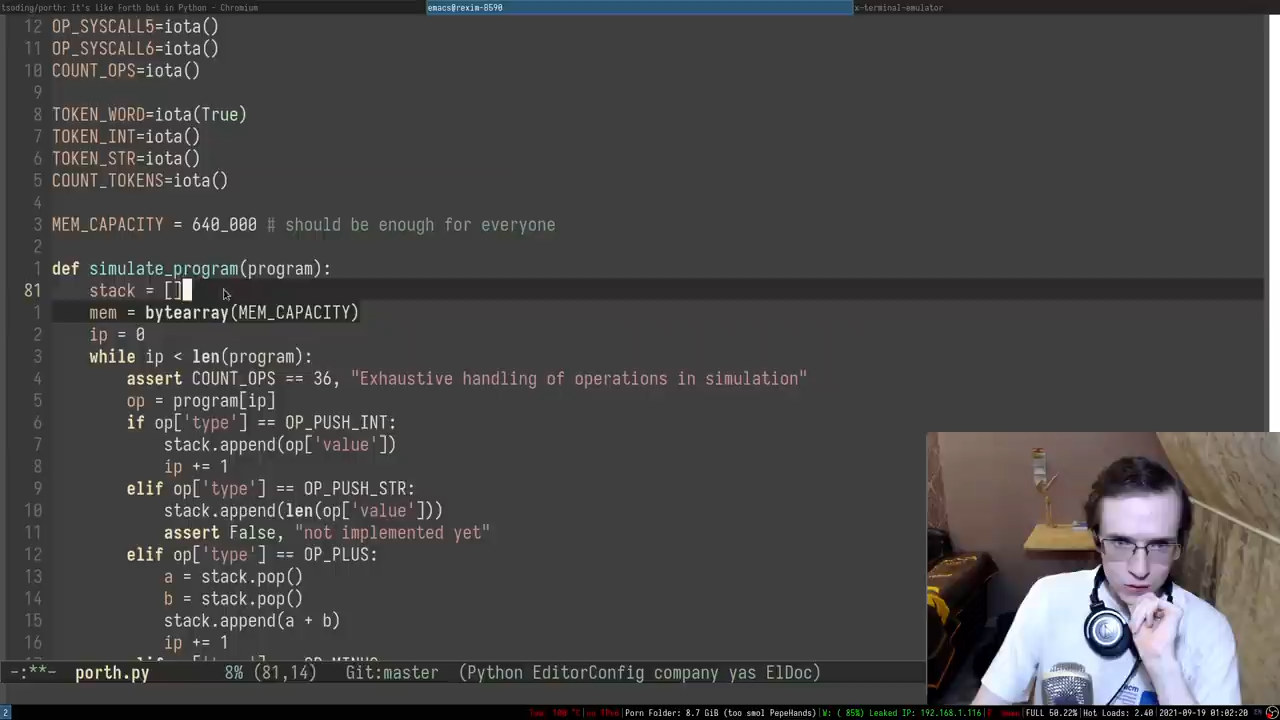 tsoding/porth: It's like Forth but in Python - Chromium
emacs@rexim-8590
x-terminal-emulator
12 OP_SYSCALL5=iota()
11 OP_SYSCALL6=iota()
10 COUNT_OPS=iota()
9
8 TOKEN_WORD=iota(True)
7 TOKEN_INT=iota()
6 TOKEN_STR=iota()
5 COUNT_TOKENS=iota()
4
3 MEM_CAPACITY = 640_000 # should be enough for everyone
2
1 def simulate_program(program):
81 stack = []
1 mem = bytearray(MEM_CAPACITY)
2 ip = 0
3 while ip < len(program):
4 assert COUNT_OPS == 36, "Exhaustive handling of operations in simulation"
5 op = program[ip]
6 if op['type'] == OP_PUSH_INT:
7 stack.append(op['value'])
8 ip += 1
9 elif op['type'] == OP_PUSH_STR:
10 stack.append(len(op['value']))
11 assert False, "not implemented yet"
12 elif op['type'] == OP_PLUS:
13 a = stack.pop()
14 b = stack.pop()
15 stack.append(a + b)
16 ip += 1
-:**- porth.py 8% (81,14) Git:master (Python EditorConfig company yas ElDoc)
2
Porn Folder: 8.7 GiB (too smol PepeHands) W: ( 85%) Leaked IP: 192.168.1.116 FULL 50.22% Hot Loads: 2.40 2021-09-19 01:02:20